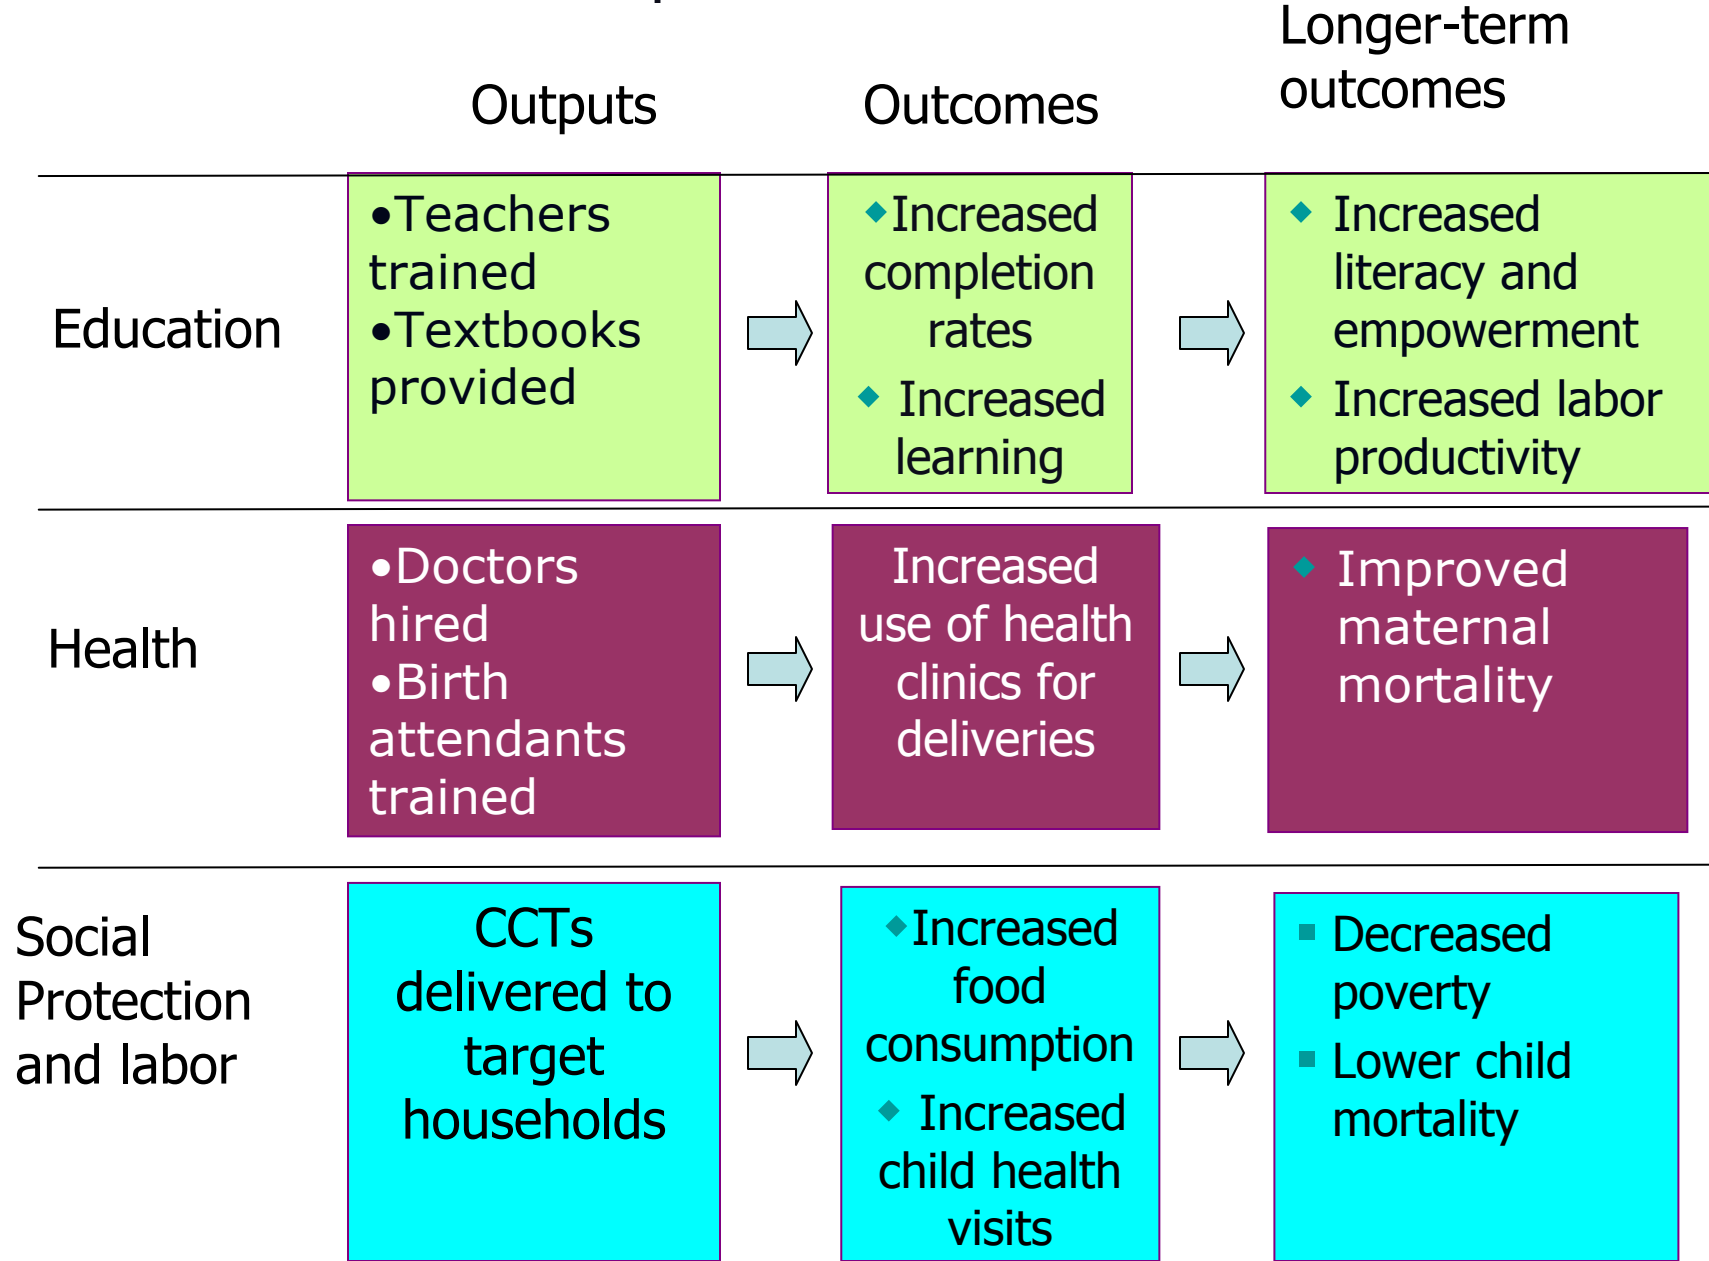 Longer-term
outcomes
Outputs
Outcomes
Education
•Teachers
trained
•Textbooks
provided
◆Increased
completion
rates
◆ Increased
learning
◆ Increased
literacy and
empowerment
◆ Increased labor
productivity
Health
•Doctors
hired
•Birth
attendants
trained
Increased
use of health
clinics for
deliveries
◆ Improved
maternal
mortality
Social
Protection
and labor
CCTs
delivered to
target
households
◆Increased
food
consumption
◆ Increased
child health
visits
■ Decreased
poverty
■ Lower child
mortality